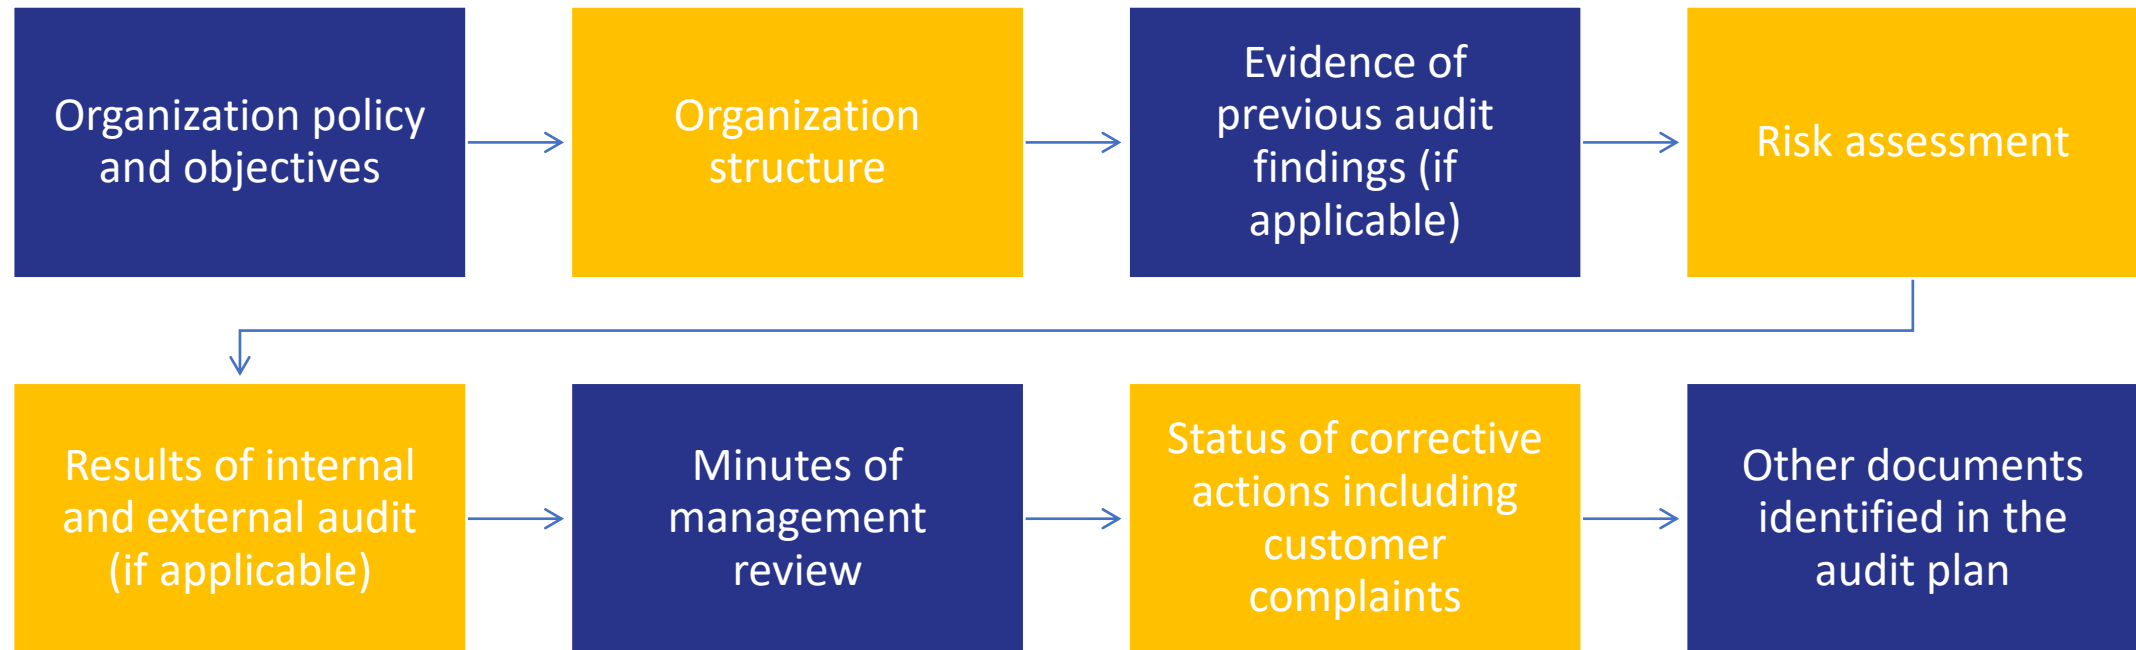 Organization policy
and objectives
Organization
structure
Evidence of
previous audit
findings (if
applicable)
Risk assessment
Results of internal
and external audit
(if applicable)
Minutes of
management
review
Status of corrective
actions including
customer
complaints
Other documents
identified in the
audit plan